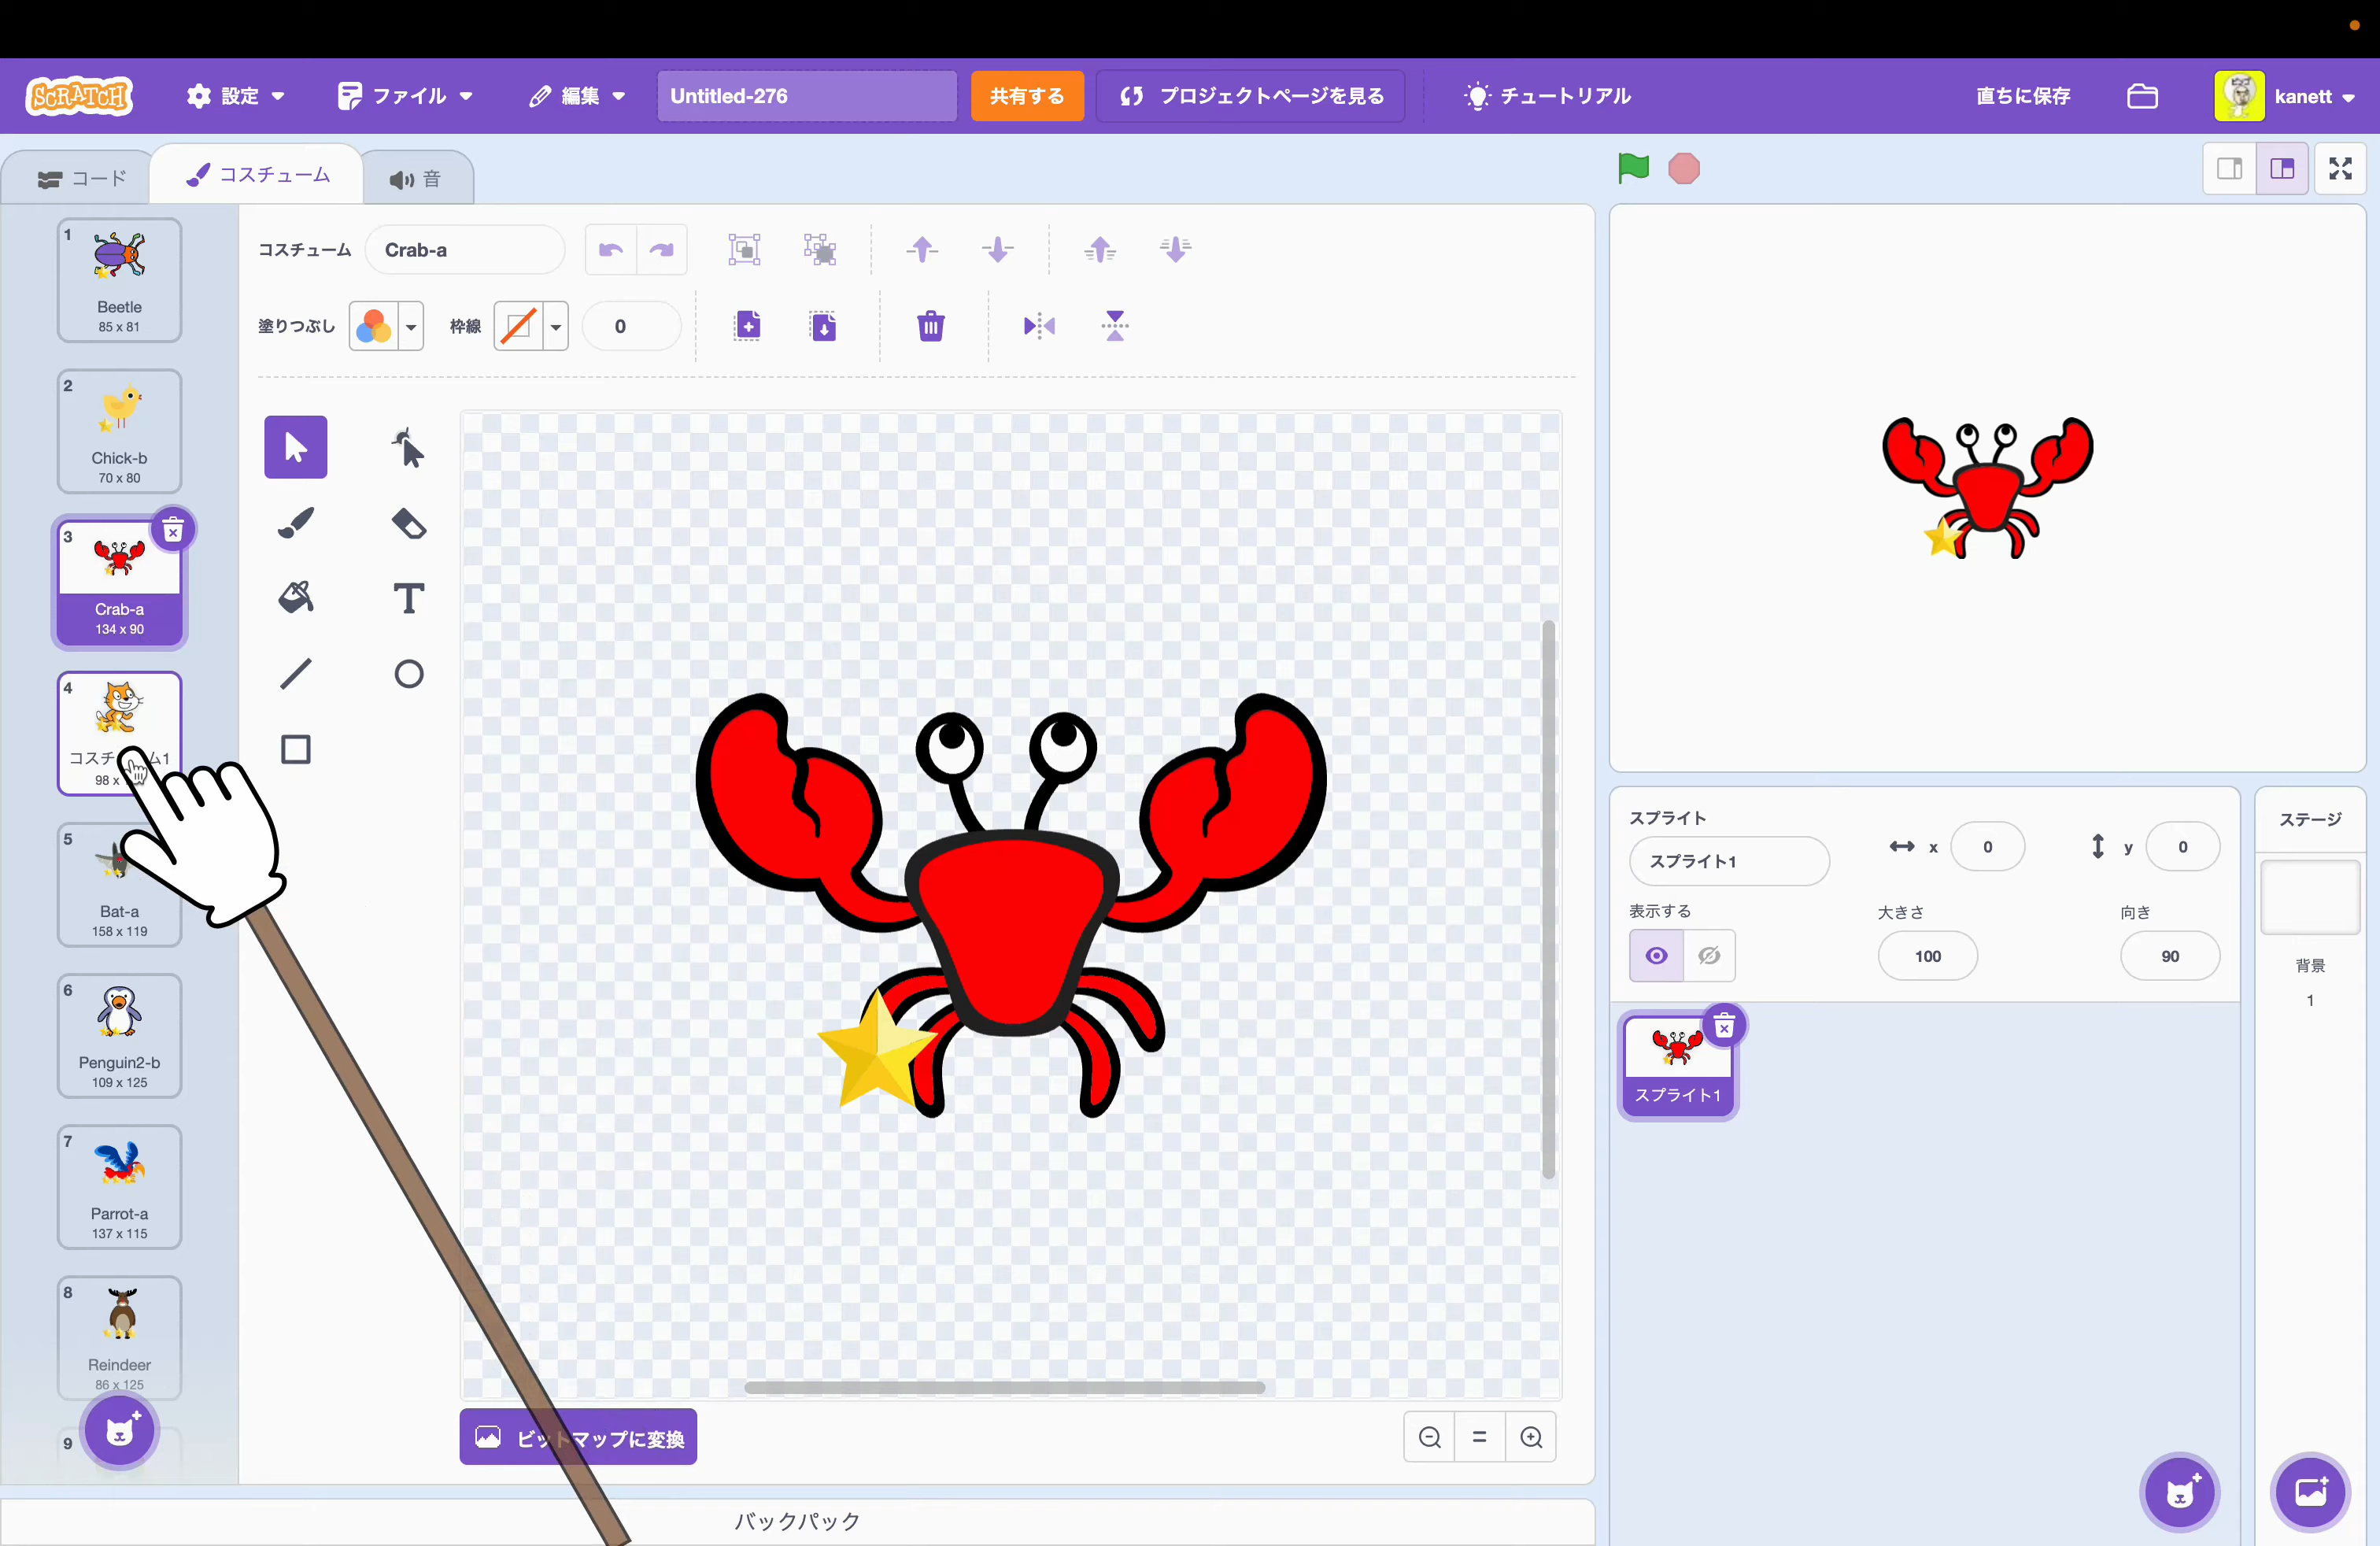 SCRATCH 設定 ファイル 編集 Untitled-276 共有する プロジェクトページを見る チュートリアル 直ちに保存 kanett
コード コスチューム 音
1
Beetle
85 x 81
2
Chick-b
70 x 80
3
Crab-a
134 x 90
4
98 x
5
Bat-a
158 x 119
6
Penguin2-b
109 x 125
7
Parrot-a
137 x 115
8
Reindeer
86 x 125
9
コスチューム Crab-a
塗りつぶし 枠線 0
T
ビットマップに変換
バックパック
スプライト
スプライト1
x 0
y 0
表示する
大きさ 100
向き 90
スプライト1
ステージ
背景
1